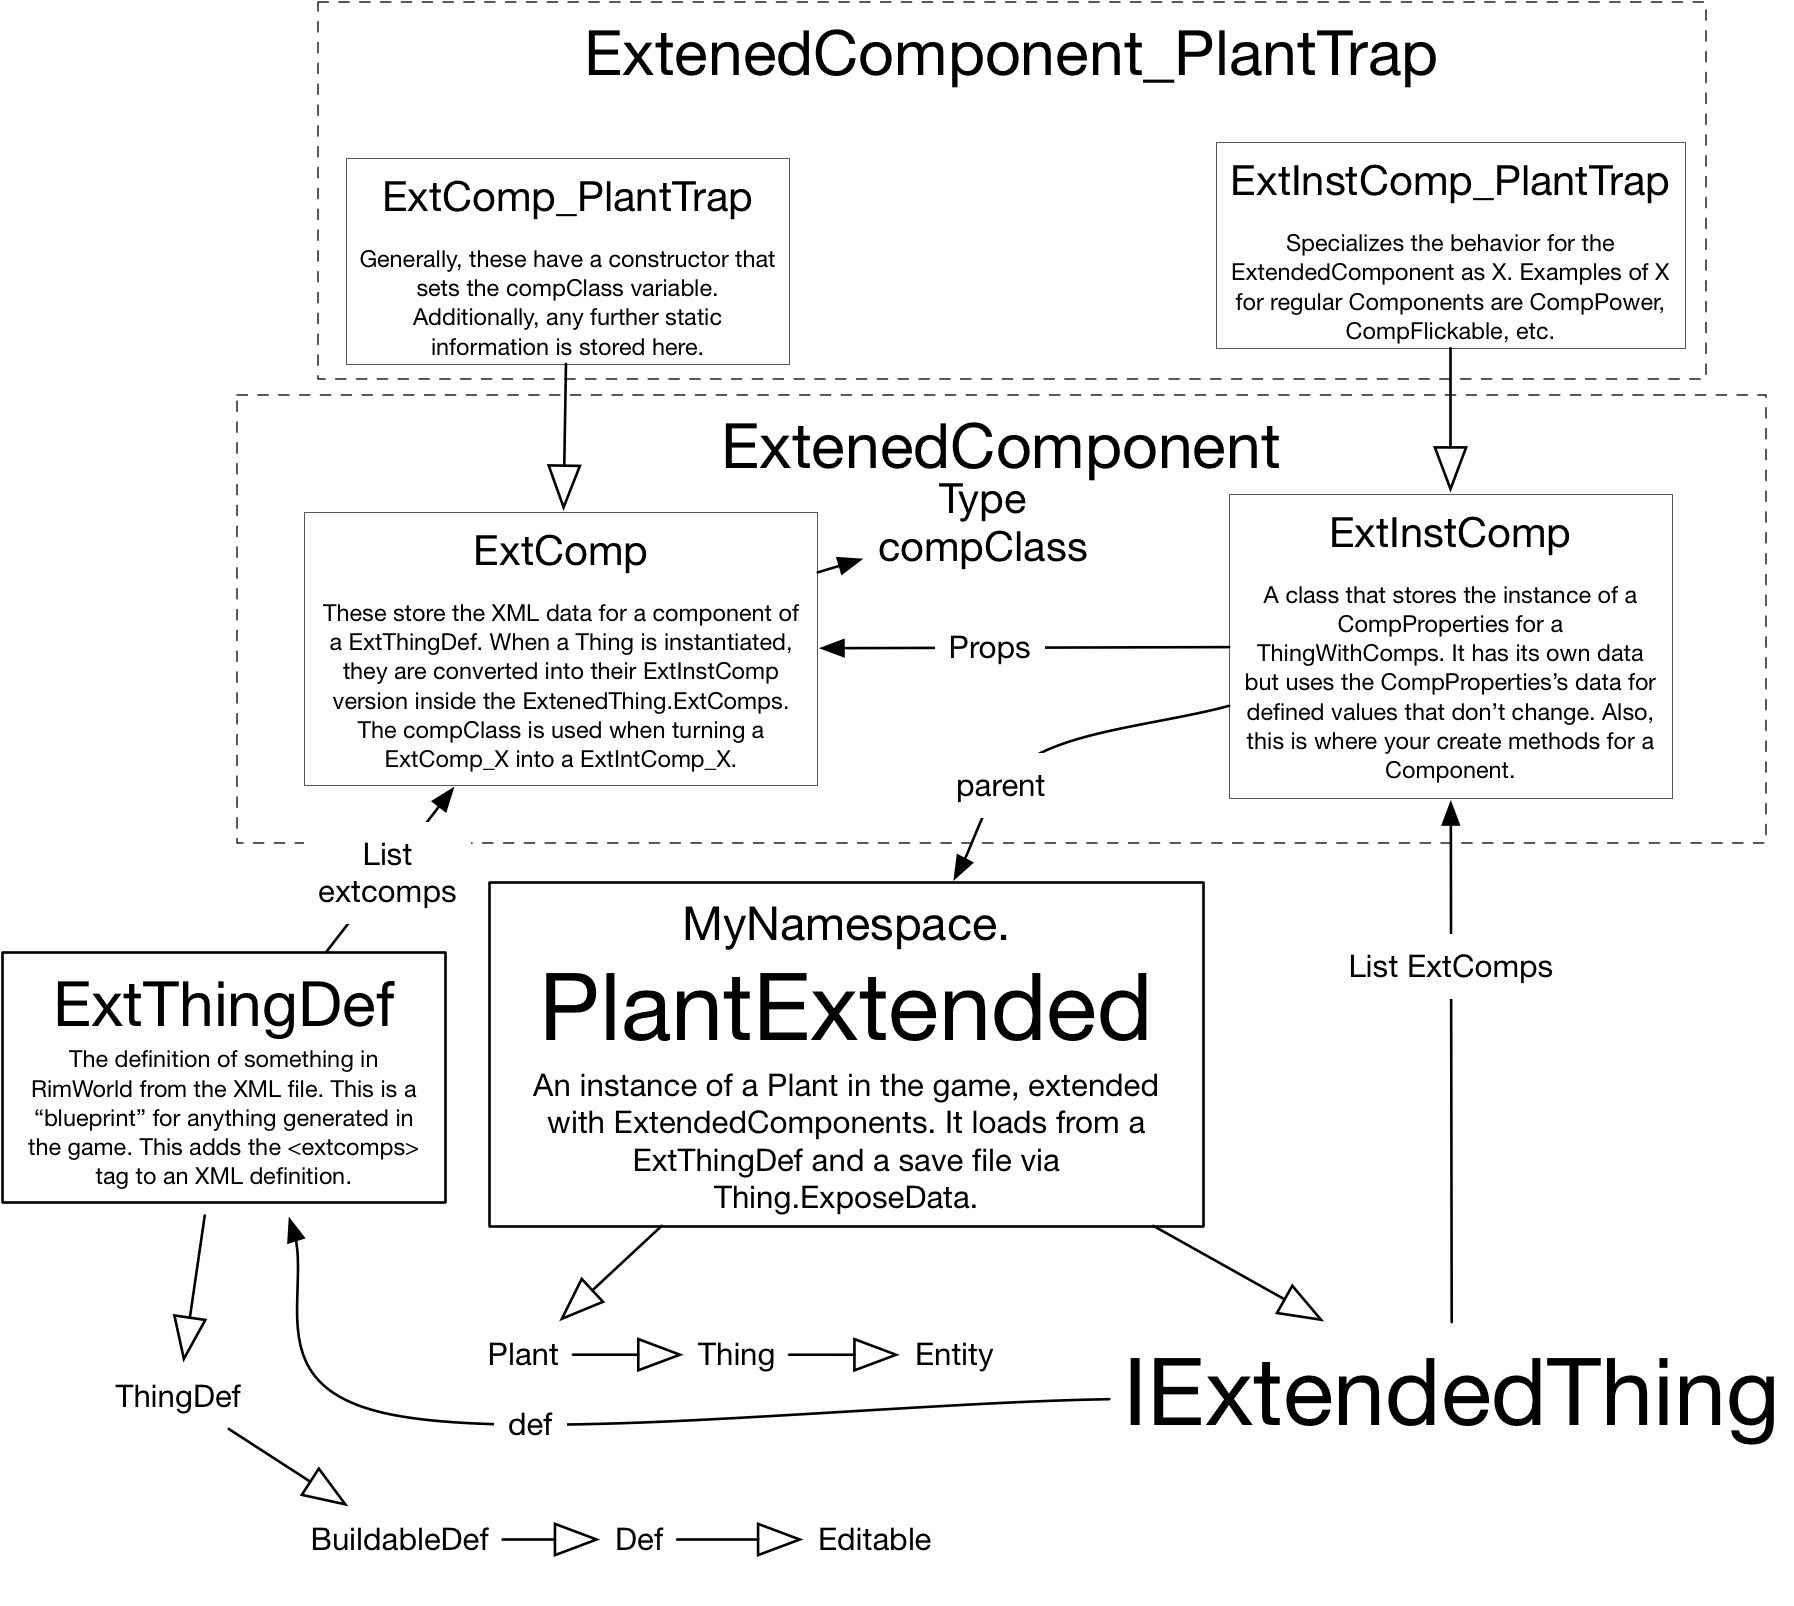 ExtenedComponent_PlantTrap
ExtComp_PlantTrap
Generally, these have a constructor that
sets the compClass variable.
Additionally, any further static
information is stored here.
ExtInstComp_PlantTrap
Specializes the behavior for the
ExtendedComponent as X. Examples of X
for regular Components are CompPower,
CompFlickable, etc.
ExtenedComponent
Type
compClass
ExtComp
These store the XML data for a component of
a ExtThingDef. When a Thing is instantiated,
they are converted into their ExtInstComp
version inside the ExtenedThing.ExtComps.
The compClass is used when turning a
ExtComp_X into a ExtIntComp_X.
Props
ExtInstComp
A class that stores the instance of a
CompProperties for a
ThingWithComps. It has its own data
but uses the CompProperties’s data for
defined values that don’t change. Also,
this is where your create methods for a
Component.
parent
List
extcomps
ExtThingDef
The definition of something in
RimWorld from the XML file. This is a
“blueprint” for anything generated in
the game. This adds the <extcomps>
tag to an XML definition.
MyNamespace.
PlantExtended
An instance of a Plant in the game, extended
with ExtendedComponents. It loads from a
ExtThingDef and a save file via
Thing.ExposeData.
List ExtComps
Plant
Thing
Entity
IExtendedThing
ThingDef
def
BuildableDef
Def
Editable